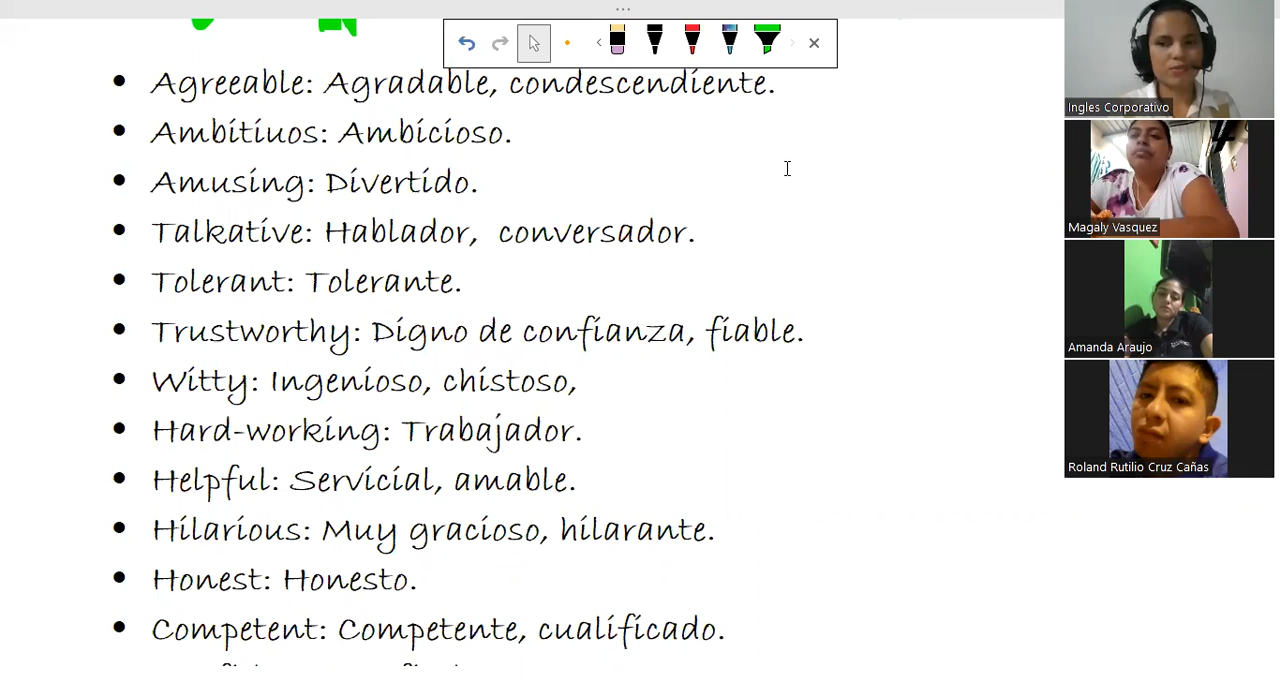 Agreeable: Agradable, condescendiente.
Ambitiuos: Ambicioso.
Amusing: Divertido.
Talkative: Hablador, conversador.
Tolerant: Tolerante.
Trustworthy: Digno de confianza, fiable.
Witty: Ingenioso, chistoso,
Hard-working: Trabajador.
Helpful: Servicial, amable.
Hilarious: Muy gracioso, hilarante.
Honest: Honesto.
Competent: Competente, cualificado.
Ingles Corporativo
Magaly Vasquez
Amanda Araujo
Roland Rutilio Cruz Cañas